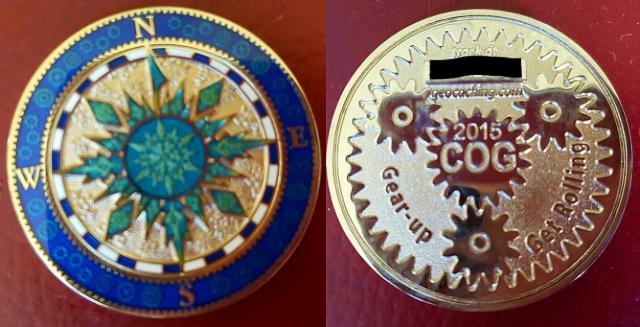 N
E
W
S
track at
geocaching.com
2015
COG
Gear-up
Get Rolling!